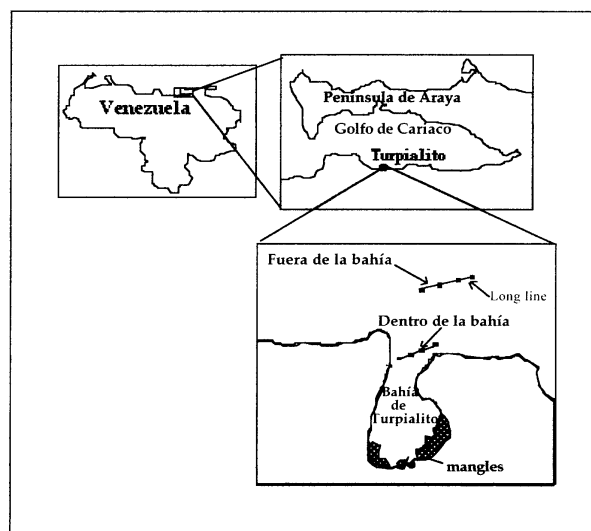 Venezuela
Península de Araya
Golfo de Cariaco
Turpialito
Fuera de la bahía
Long line
Dentro de la bahía
Bahía
de
Turpialito
mangles